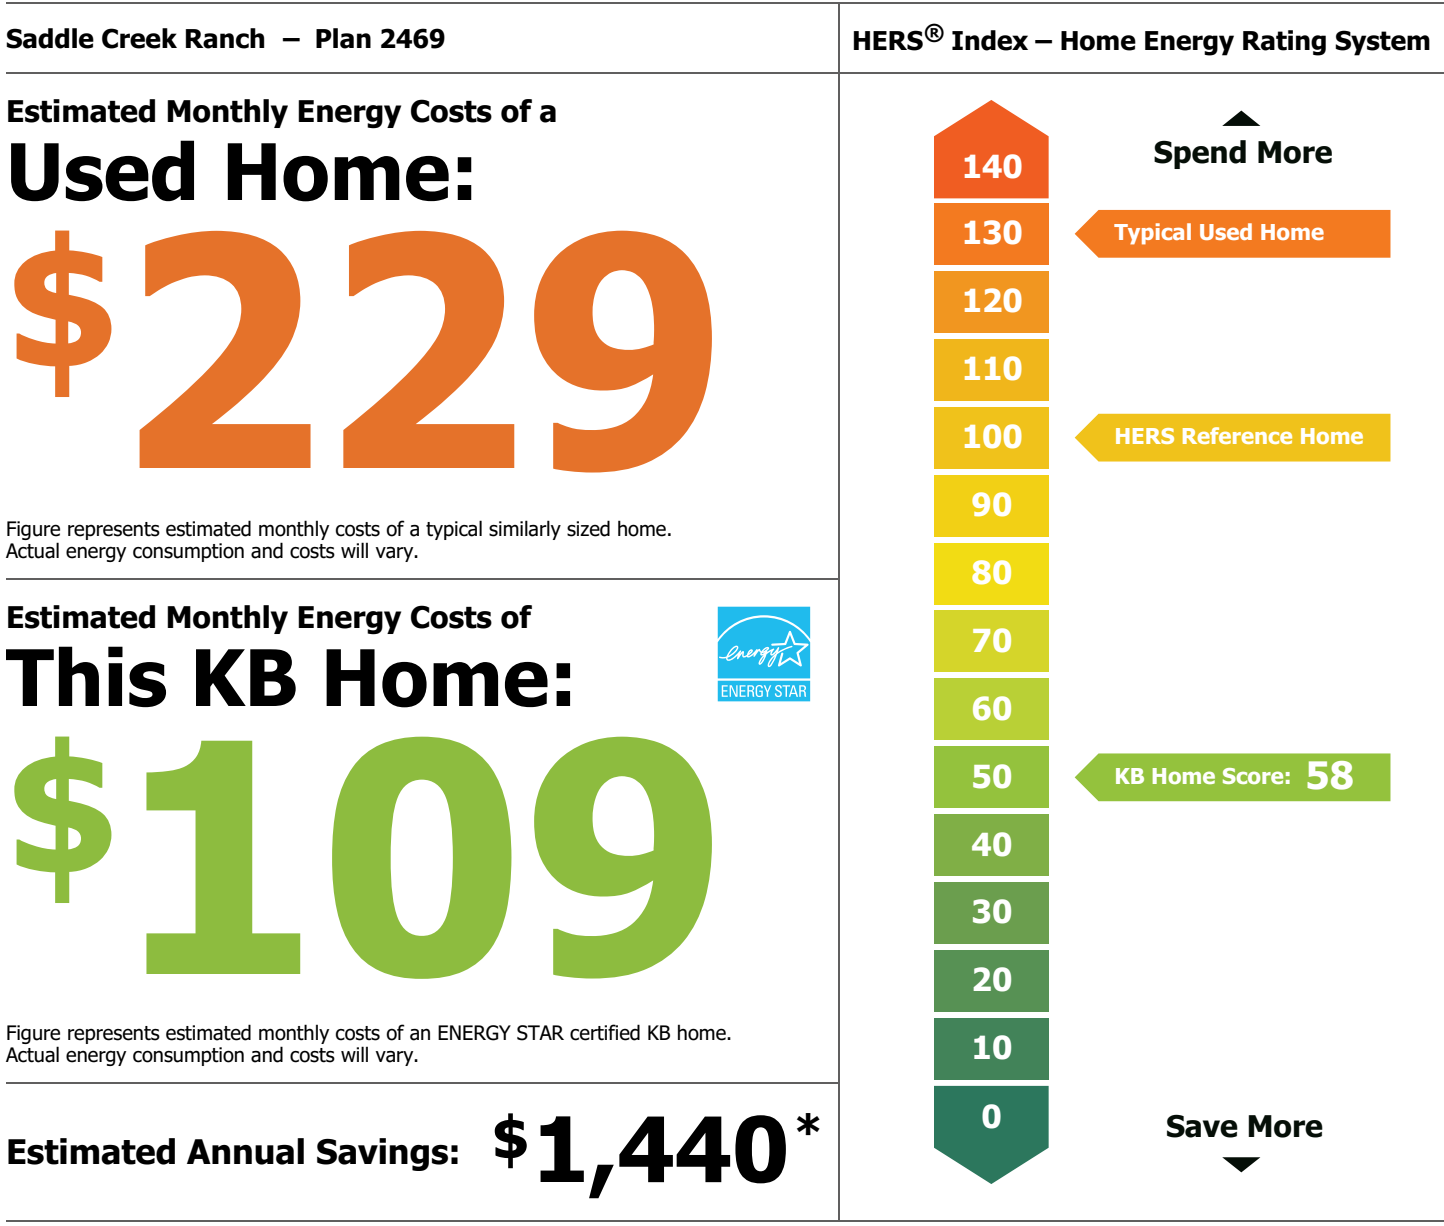 Saddle Creek Ranch – Plan 2469
Estimated Monthly Energy Costs of a
Used Home:
$229
Figure represents estimated monthly costs of a typical similarly sized home.
Actual energy consumption and costs will vary.
Estimated Monthly Energy Costs of
This KB Home:
energy
ENERGY STAR
$109
Figure represents estimated monthly costs of an ENERGY STAR certified KB home.
Actual energy consumption and costs will vary.
Estimated Annual Savings: $1,440*
HERS® Index – Home Energy Rating System
Spend More
140
130 Typical Used Home
120
110
100 HERS Reference Home
90
80
70
60
50 KB Home Score: 58
40
30
20
10
0
Save More